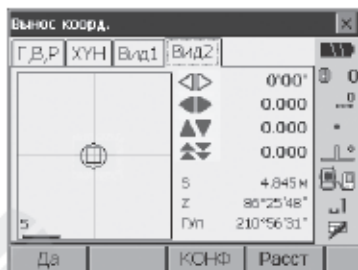 Вынос коорд.
Г,В,Р XYH Вид1 Вид2
0°00"
0.000
0.000
0.000
S 4.845 м
Z 86°25'48"
ГУп 210°56'31"
5
Да КОНФ Расст